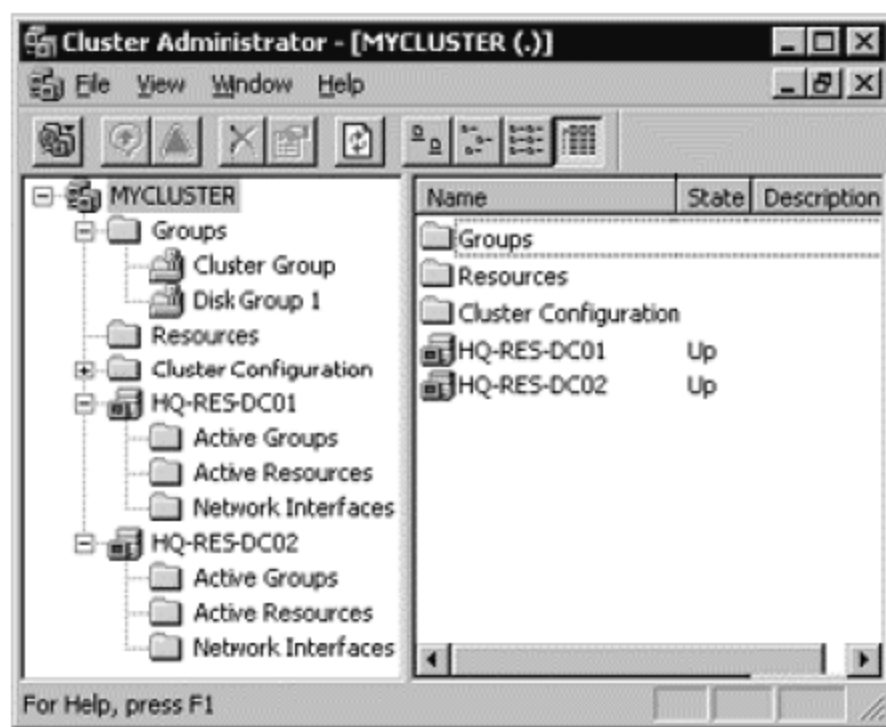 Cluster Administrator - [MYCLUSTER (.)]
File View Window Help
MYCLUSTER
Groups
Cluster Group
Disk Group 1
Resources
Cluster Configuration
HQ-RES-DC01
Active Groups
Active Resources
Network Interfaces
HQ-RES-DC02
Active Groups
Active Resources
Network Interfaces
Name State Description
Groups
Resources
Cluster Configuration
HQ-RES-DC01 Up
HQ-RES-DC02 Up
For Help, press F1